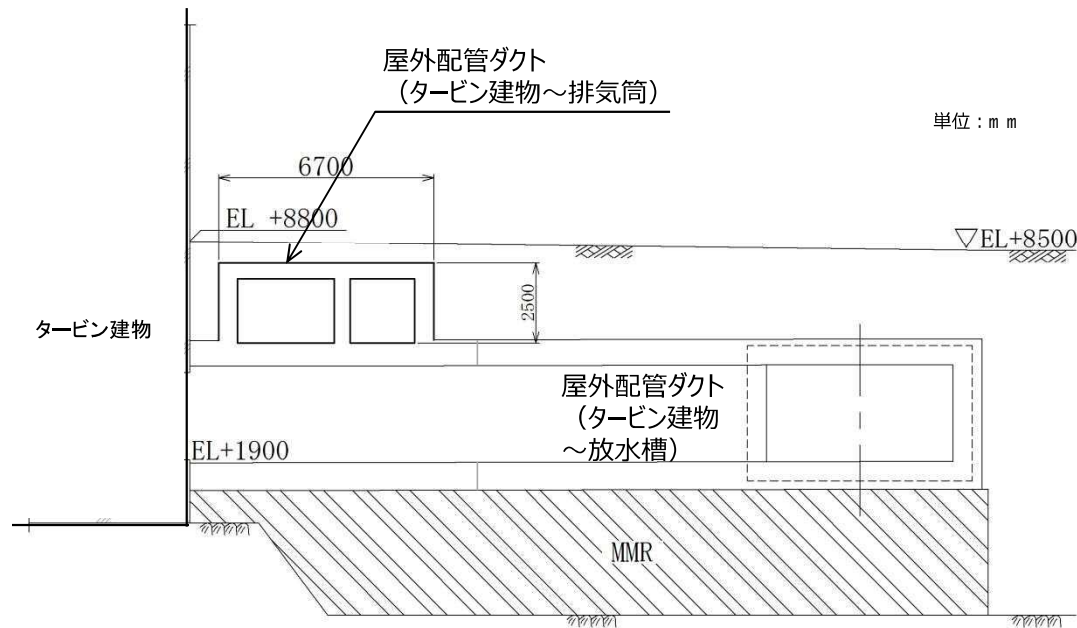 屋外配管ダクト
（タービン建物～排気筒）
単位：ｍｍ
6700
EL +8800
▽EL+8500
2500
タービン建物
屋外配管ダクト
（タービン建物
～放水槽）
EL+1900
MMR